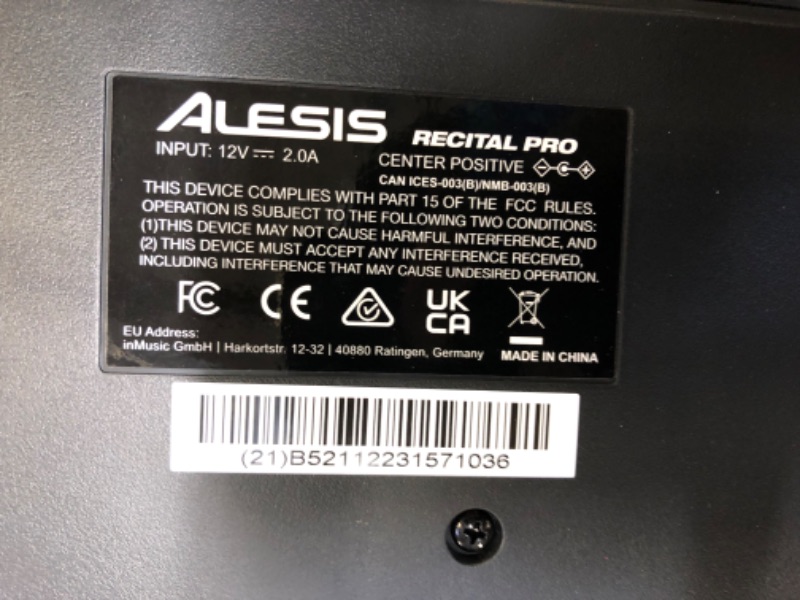 ALESIS RECITAL PRO
INPUT: 12V ⎓ 2.0A
CENTER POSITIVE
CAN ICES-003(B)/NMB-003(B)
THIS DEVICE COMPLIES WITH PART 15 OF THE FCC RULES.
OPERATION IS SUBJECT TO THE FOLLOWING TWO CONDITIONS:
(1)THIS DEVICE MAY NOT CAUSE HARMFUL INTERFERENCE, AND
(2) THIS DEVICE MUST ACCEPT ANY INTERFERENCE RECEIVED,
INCLUDING INTERFERENCE THAT MAY CAUSE UNDESIRED OPERATION.
FC CE UK
CA
EU Address:
inMusic GmbH | Harkortstr. 12-32 | 40880 Ratingen, Germany
MADE IN CHINA
(21)B52112231571036